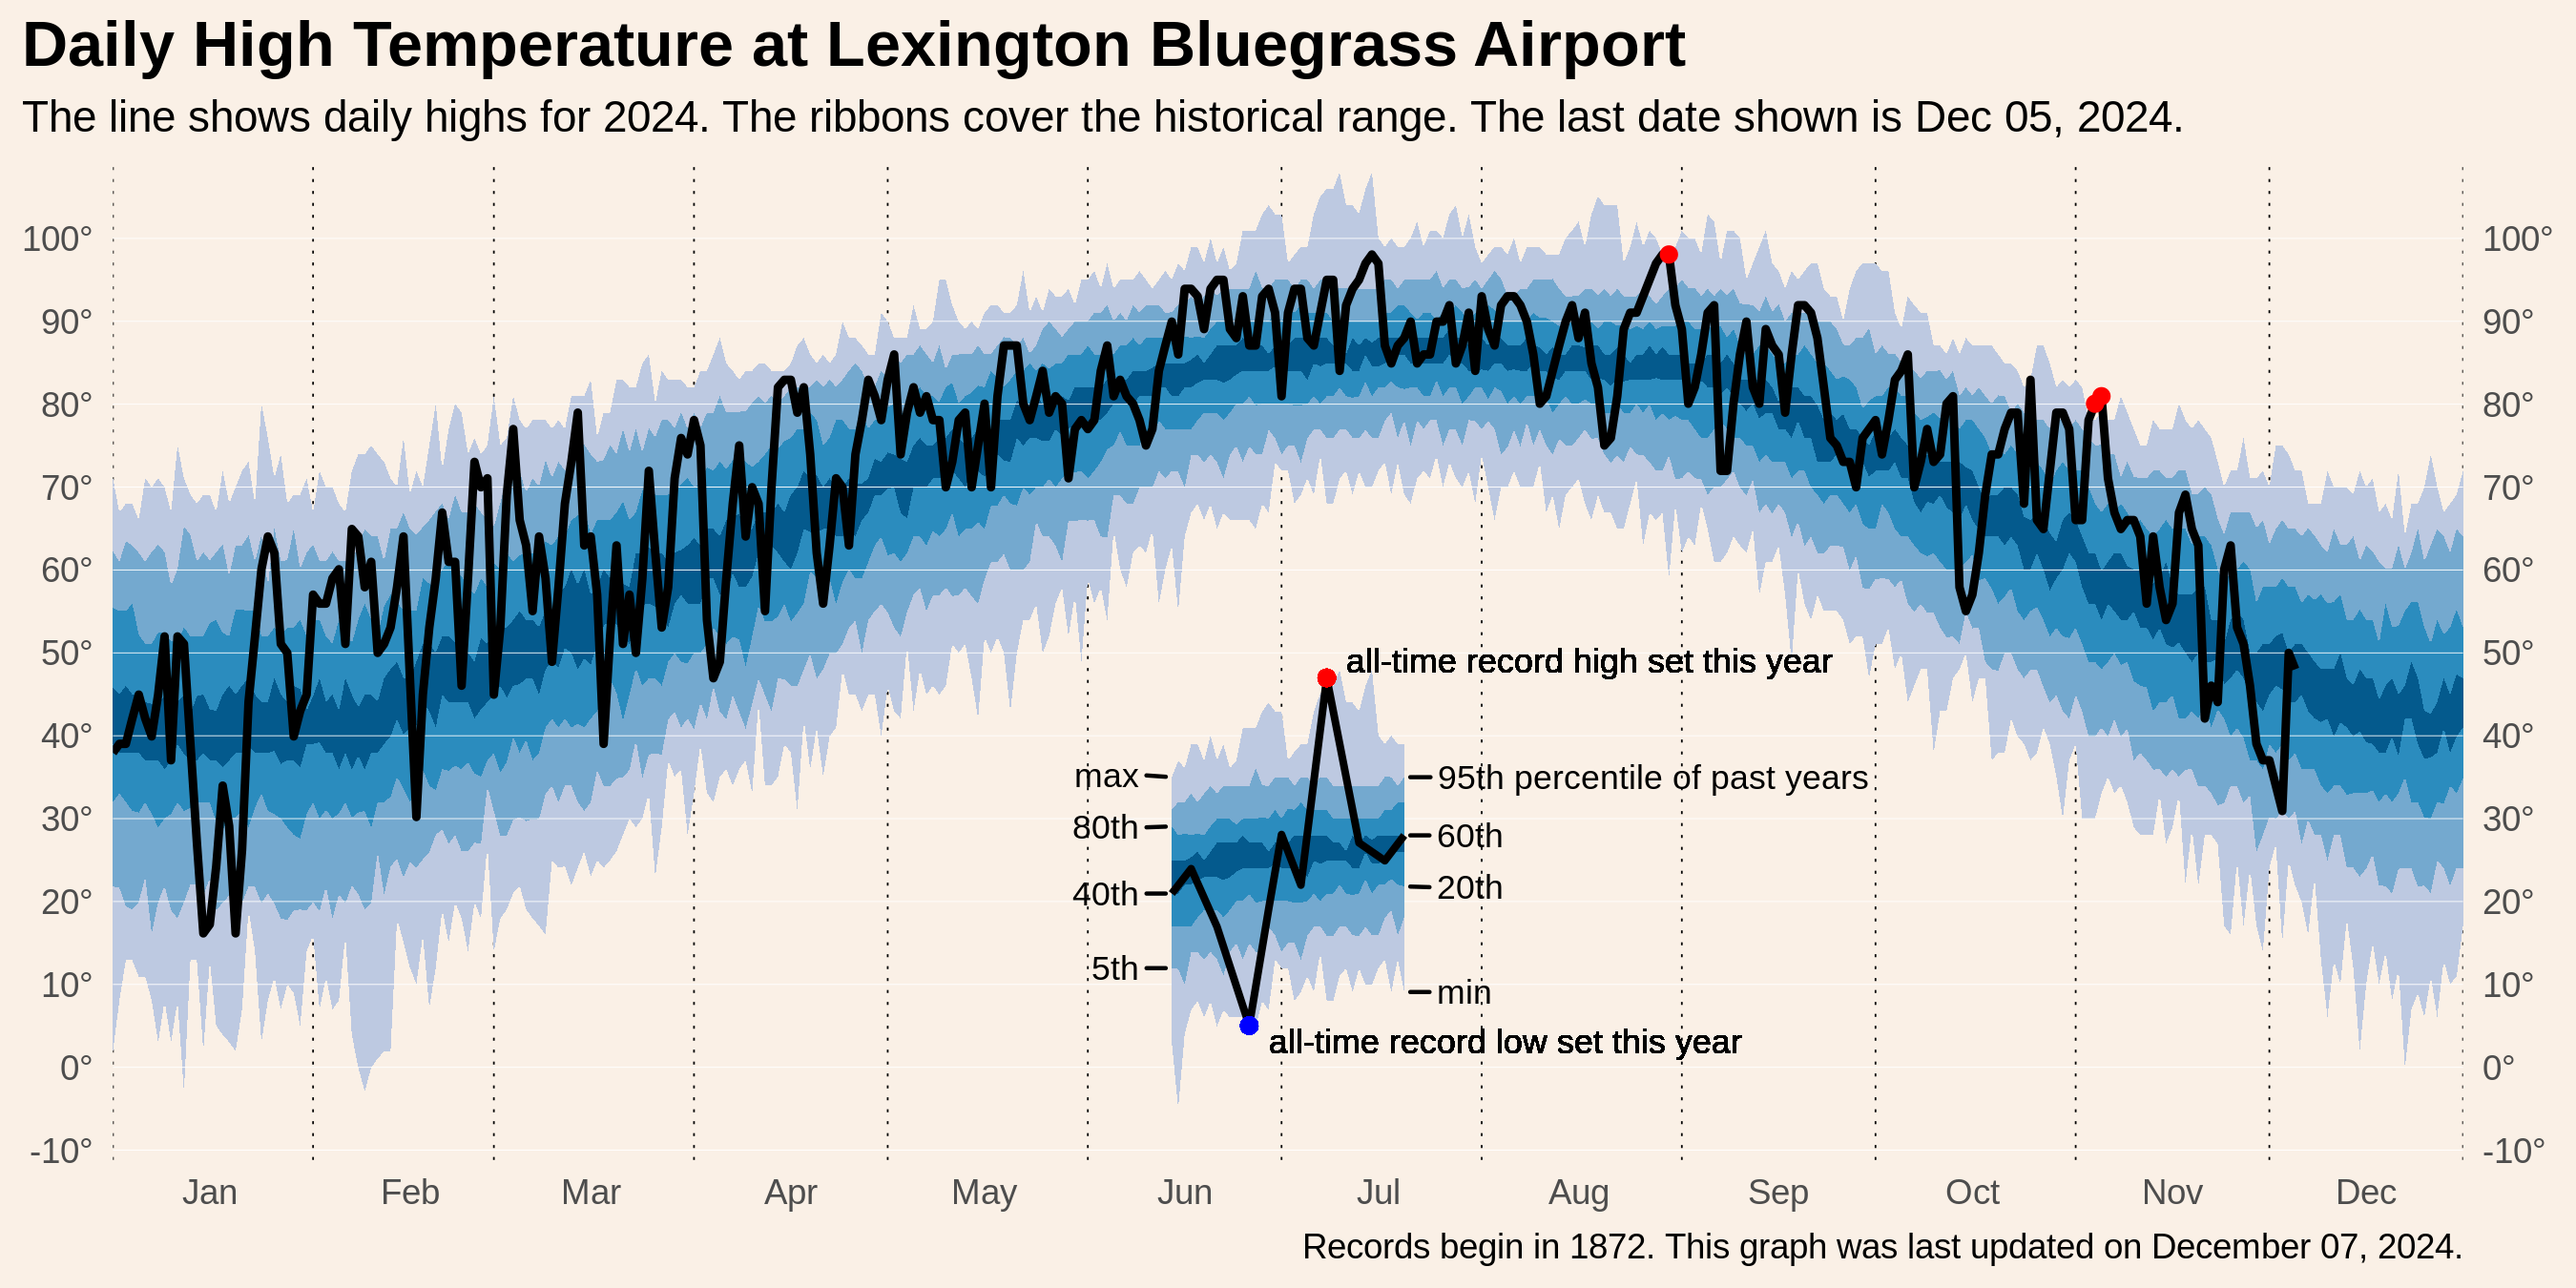 Daily High Temperature at Lexington Bluegrass Airport
The line shows daily highs for 2024. The ribbons cover the historical range. The last date shown is Dec 05, 2024.
100° 100°
90° 90°
80° 80°
70° 70°
60° 60°
50° 50°
all-time record high set this year
40° 40°
max 95th percentile of past years
30° 30°
80th 60th
20° 20°
40th 20th
10° 10°
5th min
all-time record low set this year
0° 0°
-10° -10°
Jan Feb Mar Apr May Jun Jul Aug Sep Oct Nov Dec
Records begin in 1872. This graph was last updated on December 07, 2024.